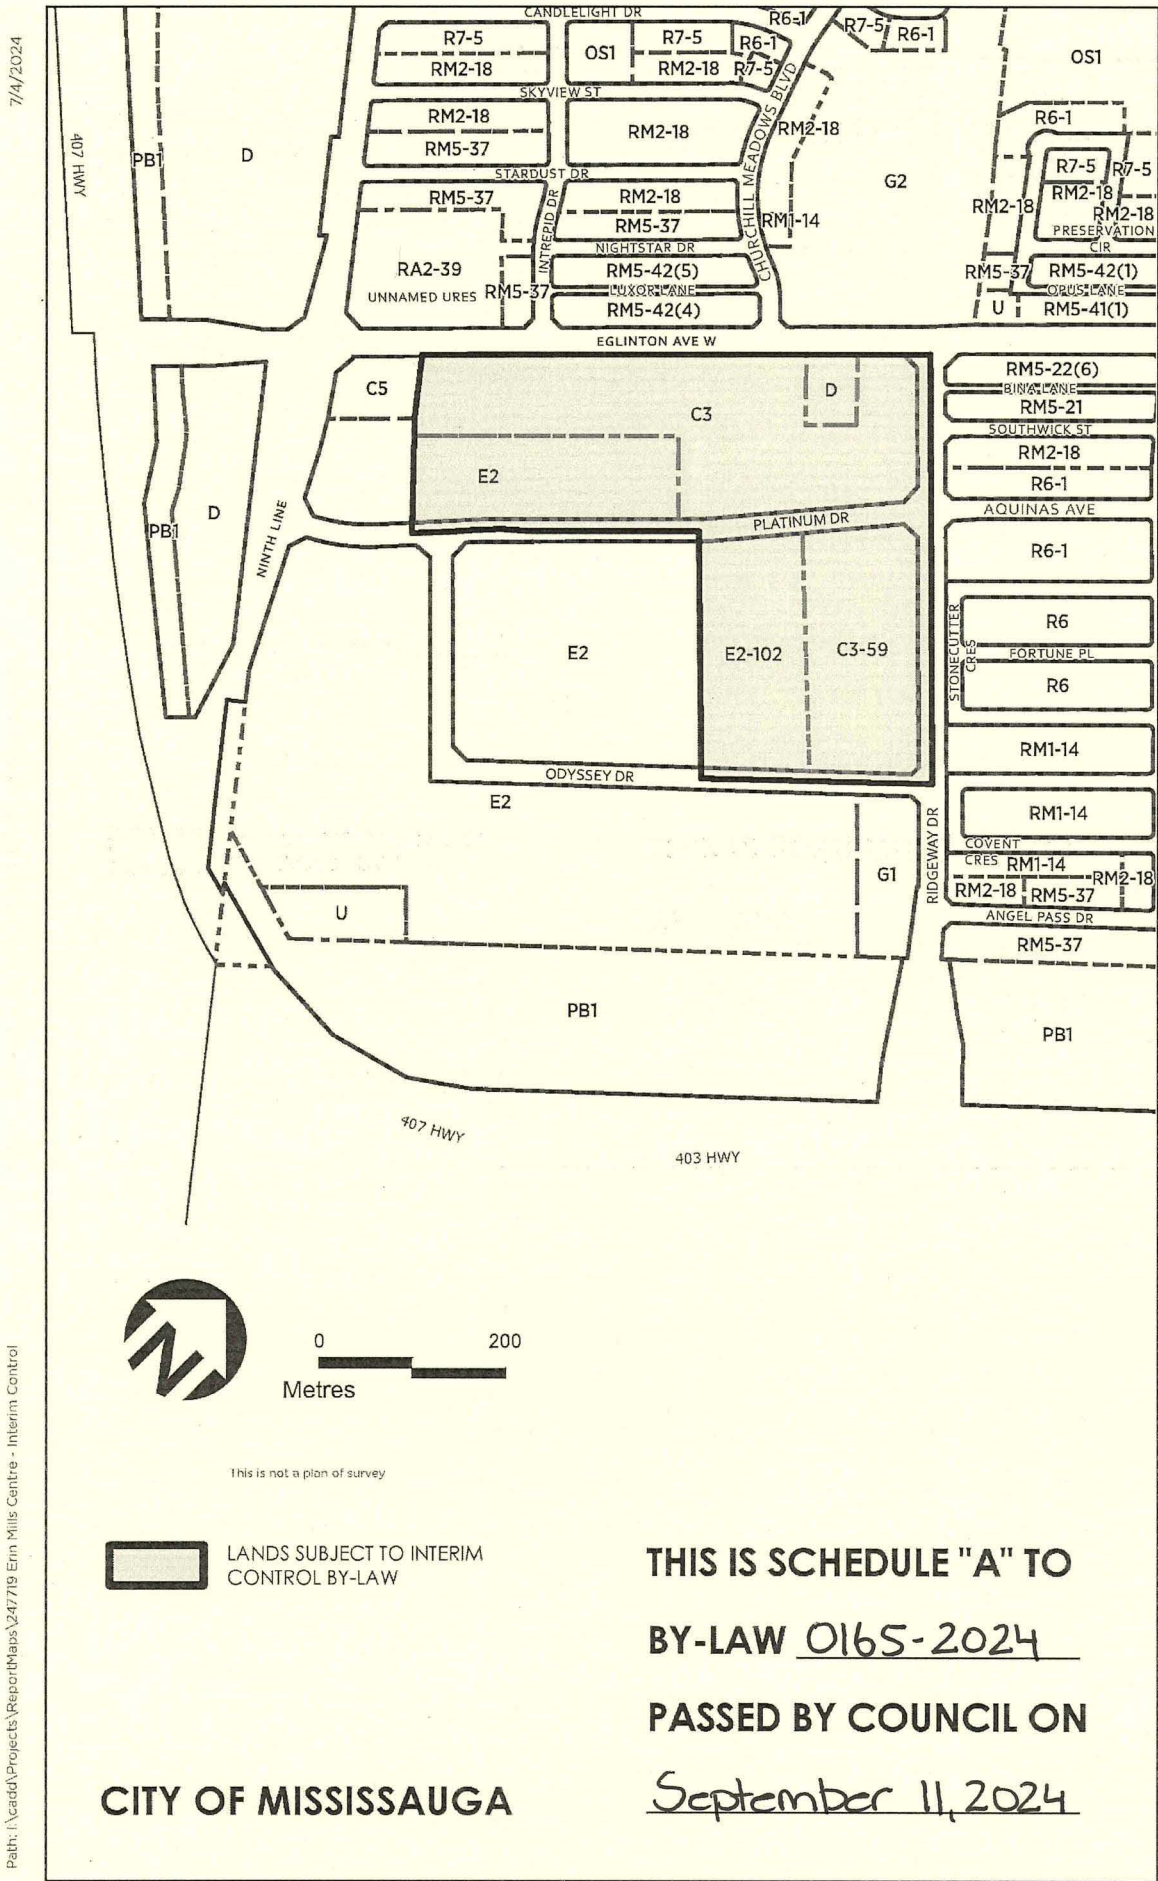 7/4/2024
CANDLELIGHT DR
R6-1
R7-5
R6-1
R7-5
RM2-18
OS1
R7-5
RM2-18
R6-1
R7-5
OS1
SKYVIEW ST
407 HWY
PB1
D
RM2-18
RM5-37
RM2-18
CHURCHILL MEADOWS BLVD
RM2-18
G2
R6-1
R7-5
R7-5
RM2-18
RM2-18
RM2-18
PRESERVATION
CIR
STARDUST DR
RM5-37
INTREPID DR
RM2-18
RM5-37
RM1-14
NIGHTSTAR DR
RA2-39
UNNAMED URES
RM5-37
RM5-42(5)
LUXOR LANE
RM5-42(4)
RM5-37
RM5-42(1)
OPUS LANE
U
RM5-41(1)
EGLINTON AVE W
C5
C3
D
E2
RM5-22(6)
BINA LANE
RM5-21
SOUTHWICK ST
RM2-18
R6-1
PB1
D
NINTH LINE
PLATINUM DR
AQUINAS AVE
R6-1
E2
E2-102
C3-59
STONECUTTER
CRES
R6
FORTUNE PL
R6
RM1-14
ODYSSEY DR
E2
RIDGEWAY DR
RM1-14
COVENT
CRES
RM1-14
RM2-18
RM5-37
RM2-18
G1
U
ANGEL PASS DR
RM5-37
PB1
PB1
407 HWY
403 HWY
N
0
200
Metres
This is not a plan of survey
LANDS SUBJECT TO INTERIM
CONTROL BY-LAW
THIS IS SCHEDULE "A" TO
BY-LAW 0165-2024
PASSED BY COUNCIL ON
September 11, 2024
CITY OF MISSISSAUGA
Path: I:\cadd\Projects\ReportMaps\247719 Erin Mills Centre - Interim Control